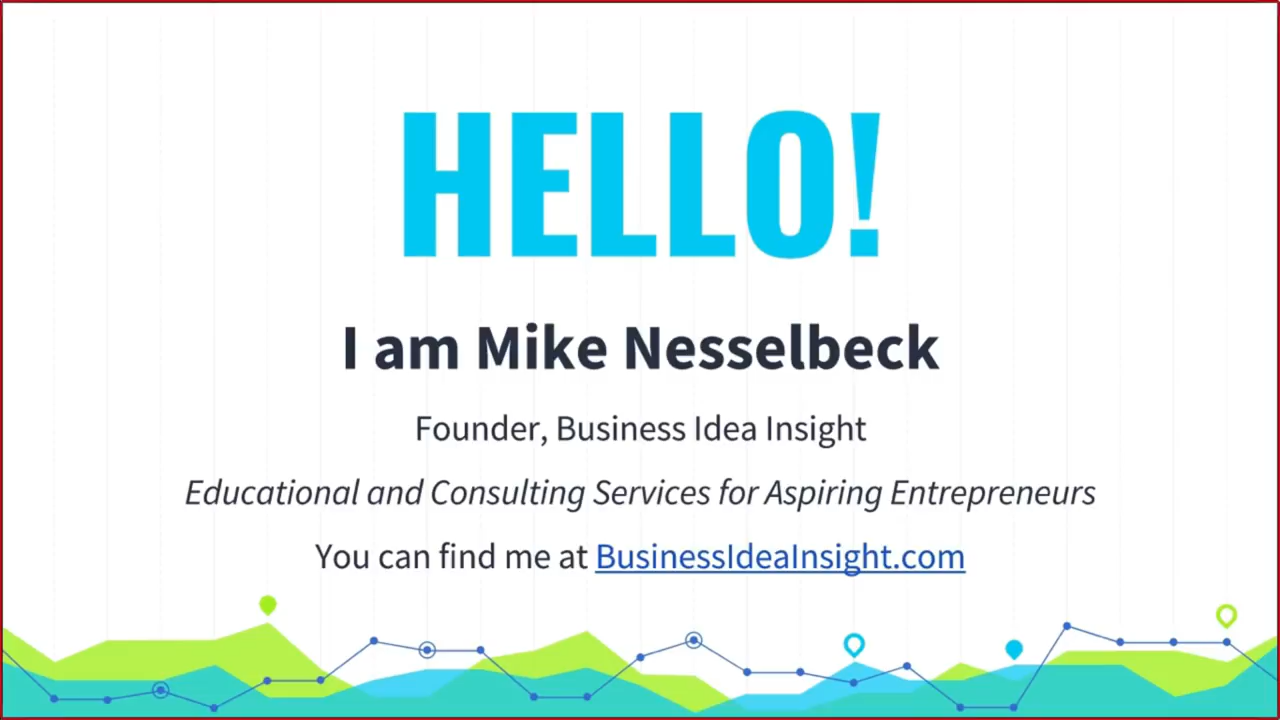 HELLO!
I am Mike Nesselbeck
Founder, Business Idea Insight
Educational and Consulting Services for Aspiring Entrepreneurs
You can find me at BusinessIdeaInsight.com